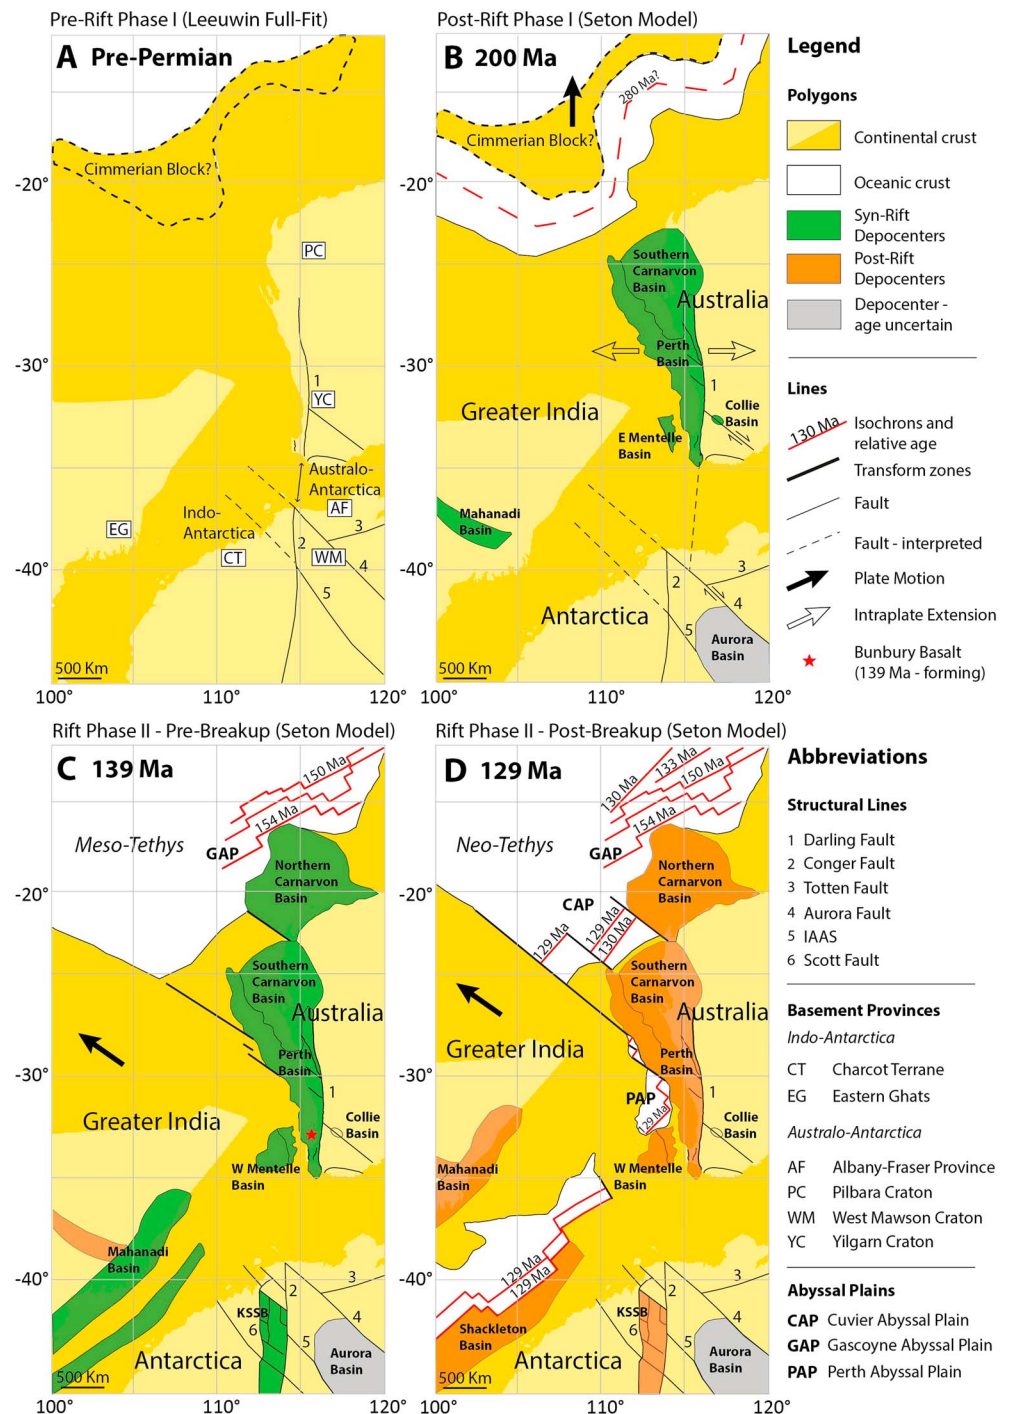 Pre-Rift Phase I (Leeuwin Full-Fit)
A Pre-Permian
Cimmerian Block?
PC
1
YC
Australo-
Antarctica
Indo-
Antarctica
AF
EG
3
2
CT
WM
4
5
500 Km
-20°
-30°
-40°
100°
110°
120°
Post-Rift Phase I (Seton Model)
B 200 Ma
280 Ma?
Cimmerian Block?
Southern
Carnarvon
Basin
Australia
Perth
Basin
1
Greater India
Collie
Basin
E Mentelle
Basin
Mahanadi
Basin
3
2
4
Antarctica
5
Aurora
Basin
500 Km
-20°
-30°
-40°
110°
120°
Rift Phase II - Pre-Breakup (Seton Model)
C 139 Ma
150 Ma
154 Ma
Meso-Tethys
GAP
Northern
Carnarvon
Basin
Southern
Carnarvon
Basin
Australia
Perth
Basin
1
Greater India
Collie
Basin
W Mentelle
Basin
Mahanadi
Basin
3
2
KSSB
6
4
5
Antarctica
Aurora
Basin
500 Km
-20°
-30°
-40°
100°
110°
120°
Rift Phase II - Post-Breakup (Seton Model)
D 129 Ma
133 Ma
150 Ma
130 Ma
154 Ma
Neo-Tethys
GAP
Northern
Carnarvon
Basin
CAP
129 Ma
129 Ma
130 Ma
Southern
Carnarvon
Basin
Australia
Greater India
Perth
Basin
PAP
1
129 Ma
Collie
Basin
Mahanadi
Basin
W Mentelle
Basin
129 Ma
129 Ma
3
2
KSSB
6
4
Shackleton
Basin
5
Antarctica
Aurora
Basin
500 Km
-20°
-30°
-40°
100°
110°
120°
Legend
Polygons
Continental crust
Oceanic crust
Syn-Rift
Depocenters
Post-Rift
Depocenters
Depocenter -
age uncertain
Lines
130 Ma
Isochrons and
relative age
Transform zones
Fault
Fault - interpreted
Plate Motion
Intraplate Extension
Bunbury Basalt
(139 Ma - forming)
Abbreviations
Structural Lines
1 Darling Fault
2 Conger Fault
3 Totten Fault
4 Aurora Fault
5 IAAS
6 Scott Fault
Basement Provinces
Indo-Antarctica
CT Charcot Terrane
EG Eastern Ghats
Australo-Antarctica
AF Albany-Fraser Province
PC Pilbara Craton
WM West Mawson Craton
YC Yilgarn Craton
Abyssal Plains
CAP Cuvier Abyssal Plain
GAP Gascoyne Abyssal Plain
PAP Perth Abyssal Plain